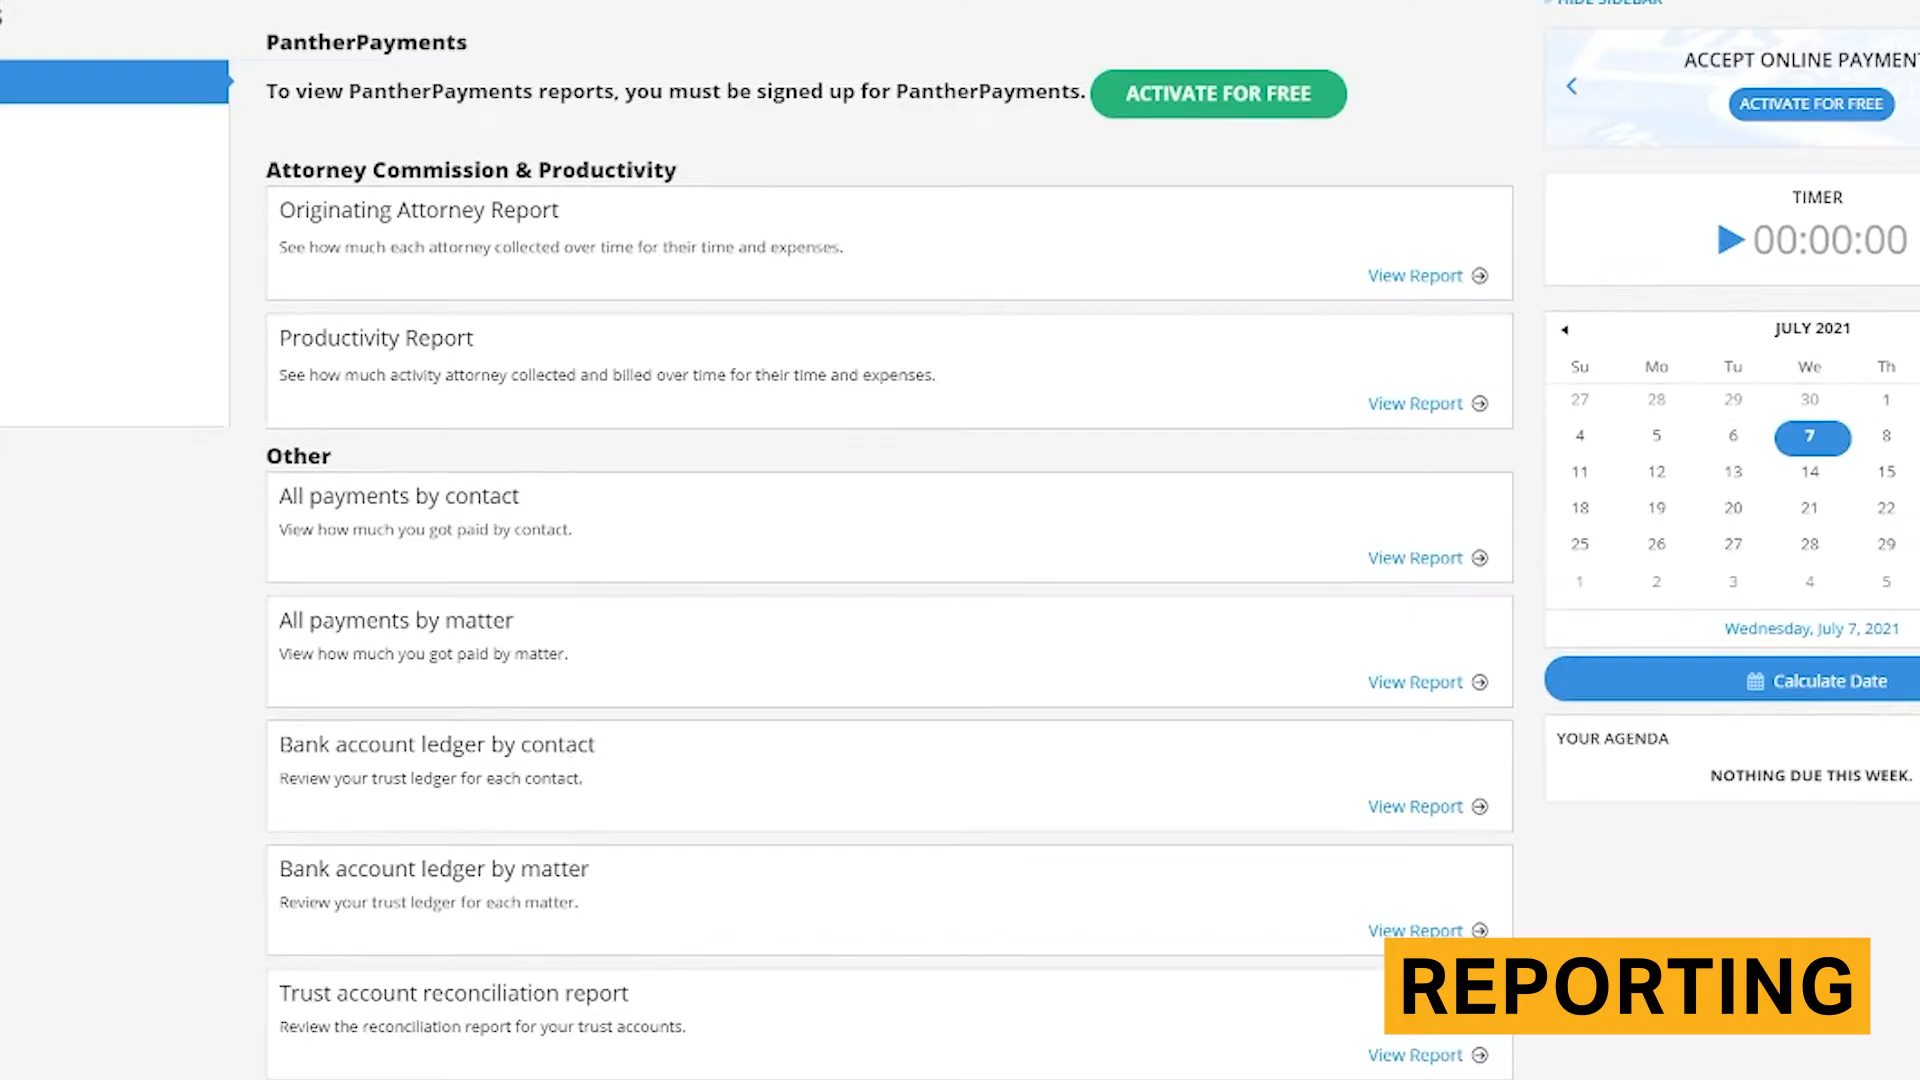 HIDE SIDEBAR
PantherPayments
To view PantherPayments reports, you must be signed up for PantherPayments. ACTIVATE FOR FREE
Attorney Commission & Productivity
Originating Attorney Report
See how much each attorney collected over time for their time and expenses.
View Report
Productivity Report
See how much activity attorney collected and billed over time for their time and expenses.
View Report
Other
All payments by contact
View how much you got paid by contact.
View Report
All payments by matter
View how much you got paid by matter.
View Report
Bank account ledger by contact
Review your trust ledger for each contact.
View Report
Bank account ledger by matter
Review your trust ledger for each matter.
View Report
Trust account reconciliation report
Review the reconciliation report for your trust accounts.
View Report
ACCEPT ONLINE PAYMENT
ACTIVATE FOR FREE
TIMER
00:00:00
JULY 2021
Su Mo Tu We Th
27 28 29 30 1
4 5 6 7 8
11 12 13 14 15
18 19 20 21 22
25 26 27 28 29
1 2 3 4 5
Wednesday, July 7, 2021
Calculate Date
YOUR AGENDA
NOTHING DUE THIS WEEK.
REPORTING